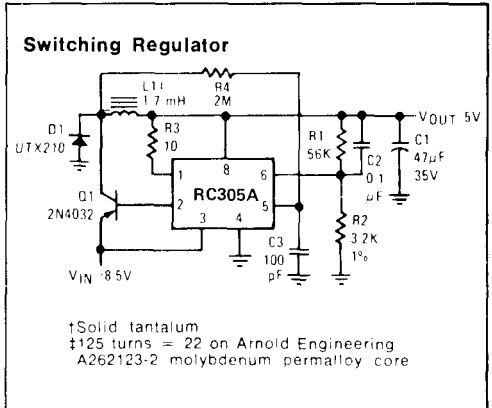 Switching Regulator
L1‡
1.7 mH
R4
2M
D1
UTX210
R3
10
R1
56K
C2
0.1
μF
VOUT 5V
C1
47μF
35V
RC305A
1
2
3
4
5
6
8
Q1
2N4032
R2
3.2K
1%
C3
100
pF
VIN 8.5V
†Solid tantalum
‡125 turns = 22 on Arnold Engineering
A262123-2 molybdenum permalloy core